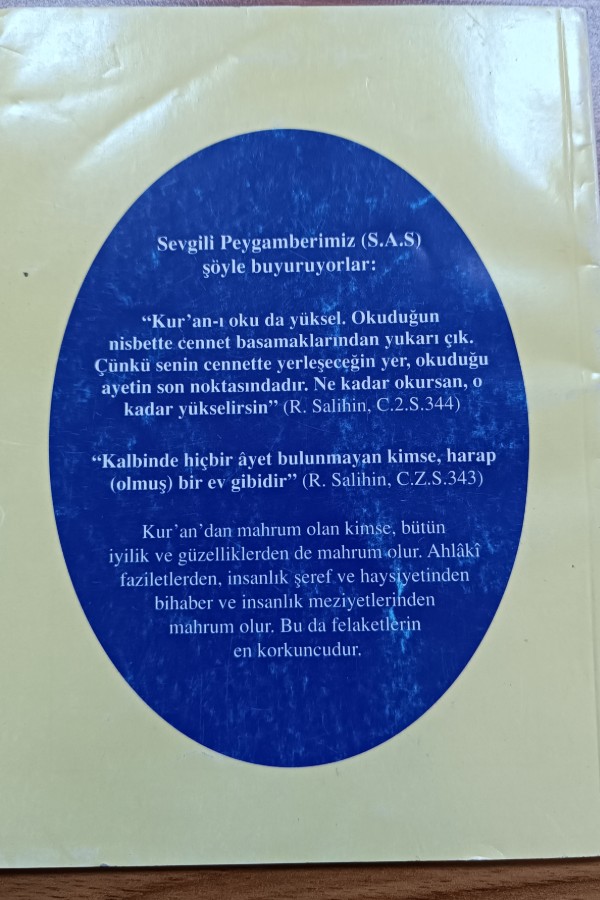 Sevgili Peygamberimiz (S.A.S)
şöyle buyuruyorlar:
“Kur’an-ı oku da yüksel. Okuduğun
nisbette cennet basamaklarından yukarı çık.
Çünkü senin cennette yerleşeceğin yer, okuduğu
ayetin son noktasındadır. Ne kadar okursan, o
kadar yükselirsin” (R. Salihin, C.2.S.344)
“Kalbinde hiçbir âyet bulunmayan kimse, harap
(olmuş) bir ev gibidir” (R. Salihin, C.Z.S.343)
Kur’an’dan mahrum olan kimse, bütün
iyilik ve güzelliklerden de mahrum olur. Ahlâkî
faziletlerden, insanlık şeref ve haysiyetinden
bihaber ve insanlık meziyetlerinden
mahrum olur. Bu da felaketlerin
en korkuncudur.